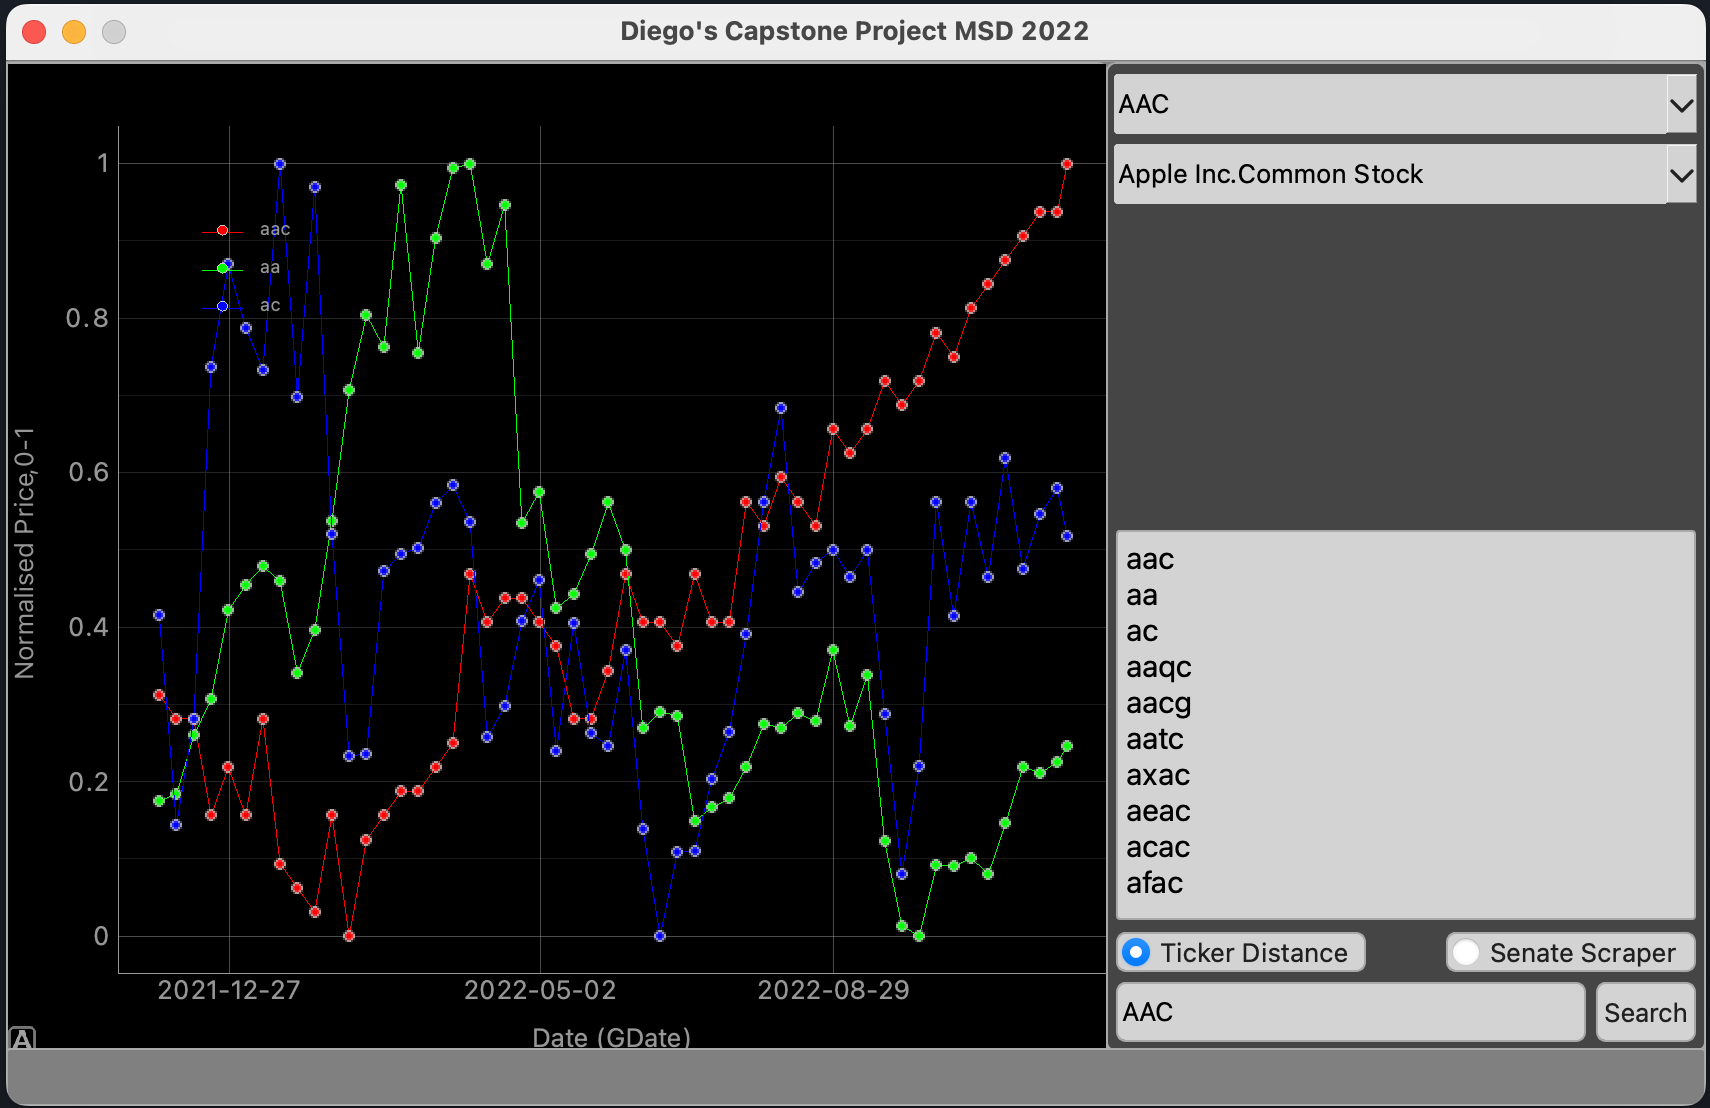 Diego's Capstone Project MSD 2022
Normalised Price,0-1
1
0.8
0.6
0.4
0.2
0
aac
aa
ac
2021-12-27
2022-05-02
2022-08-29
Date (GDate)
A
AAC
Apple Inc.Common Stock
aac
aa
ac
aaqc
aacg
aatc
axac
aeac
acac
afac
Ticker Distance
Senate Scraper
AAC
Search